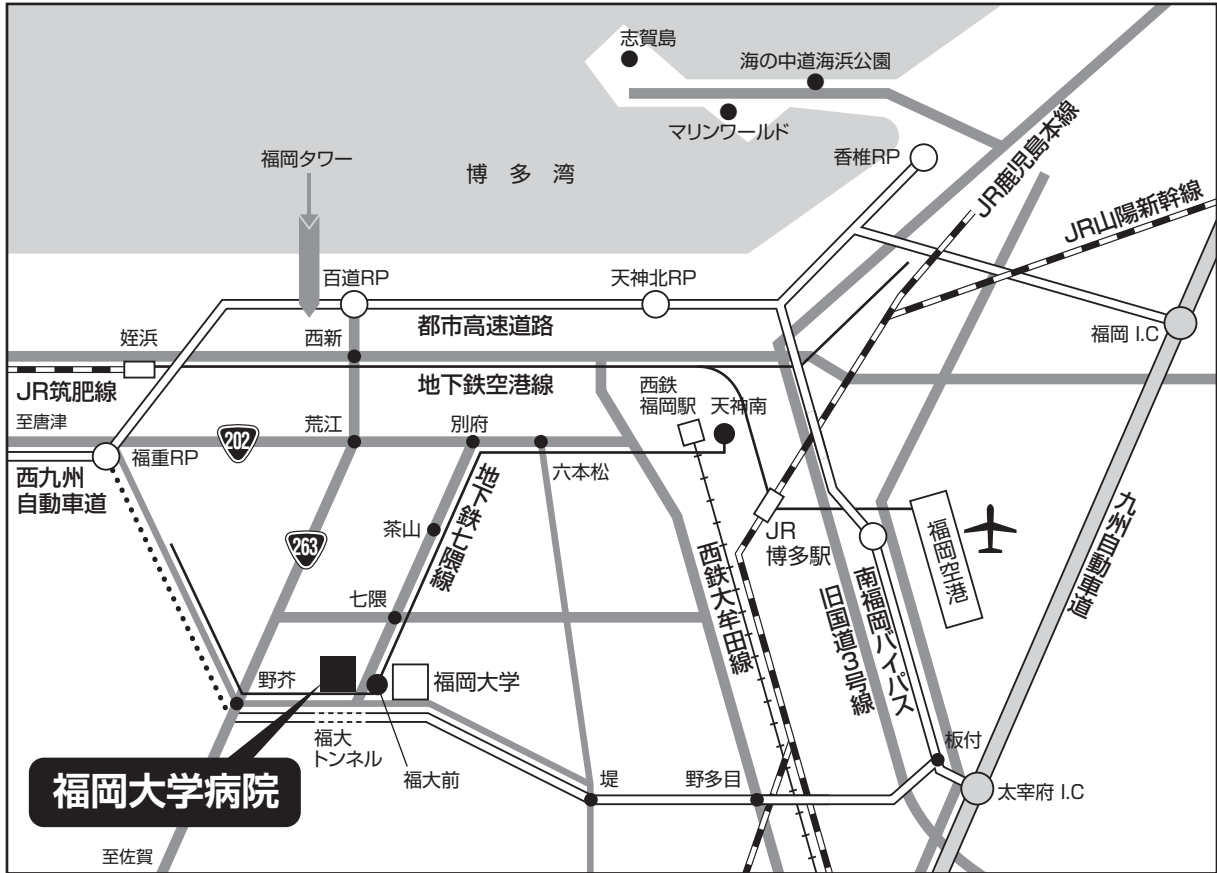 志賀島
海の中道海浜公園
マリンワールド
香椎RP
JR鹿児島本線
JR山陽新幹線
福岡タワー
博多湾
百道RP
天神北RP
都市高速道路
福岡 I.C
姪浜
西新
JR筑肥線
至唐津
地下鉄空港線
西鉄
福岡駅
天神南
202
荒江
別府
六本松
福重RP
西九州
自動車道
263
茶山
地下鉄七隈線
西鉄大牟田線
JR
博多駅
旧国道3号線
南福岡バイパス
福岡空港
九州自動車道
七隈
野芥
福岡大学
福大
トンネル
福大前
福岡大学病院
堤
野多目
板付
太宰府 I.C
至佐賀